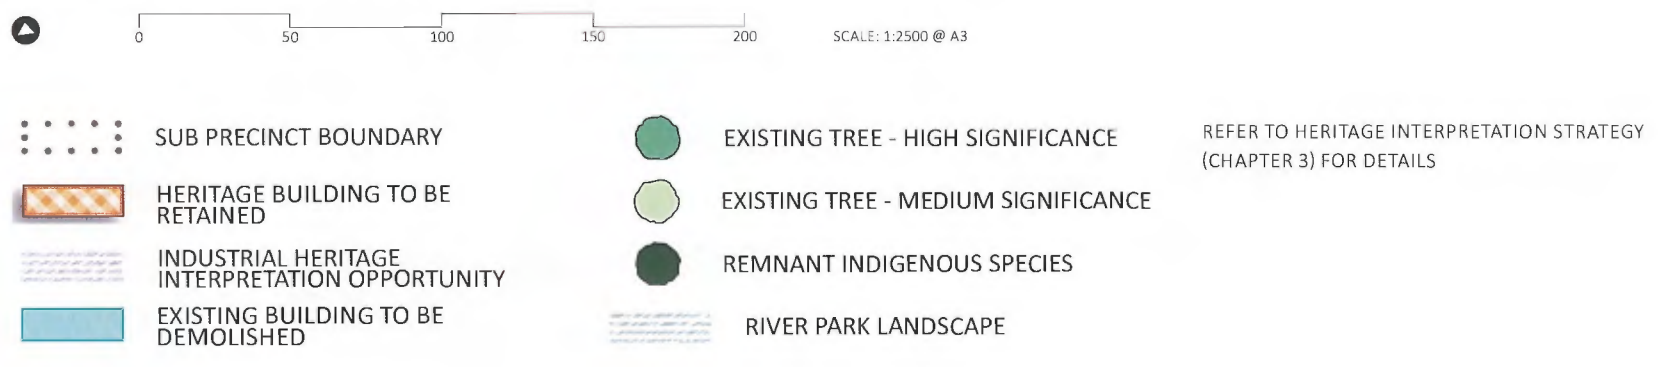 0 50 100 150 200 SCALE: 1:2500 @ A3
SUB PRECINCT BOUNDARY
HERITAGE BUILDING TO BE
RETAINED
INDUSTRIAL HERITAGE
INTERPRETATION OPPORTUNITY
EXISTING BUILDING TO BE
DEMOLISHED
EXISTING TREE - HIGH SIGNIFICANCE
EXISTING TREE - MEDIUM SIGNIFICANCE
REMNANT INDIGENOUS SPECIES
RIVER PARK LANDSCAPE
REFER TO HERITAGE INTERPRETATION STRATEGY
(CHAPTER 3) FOR DETAILS